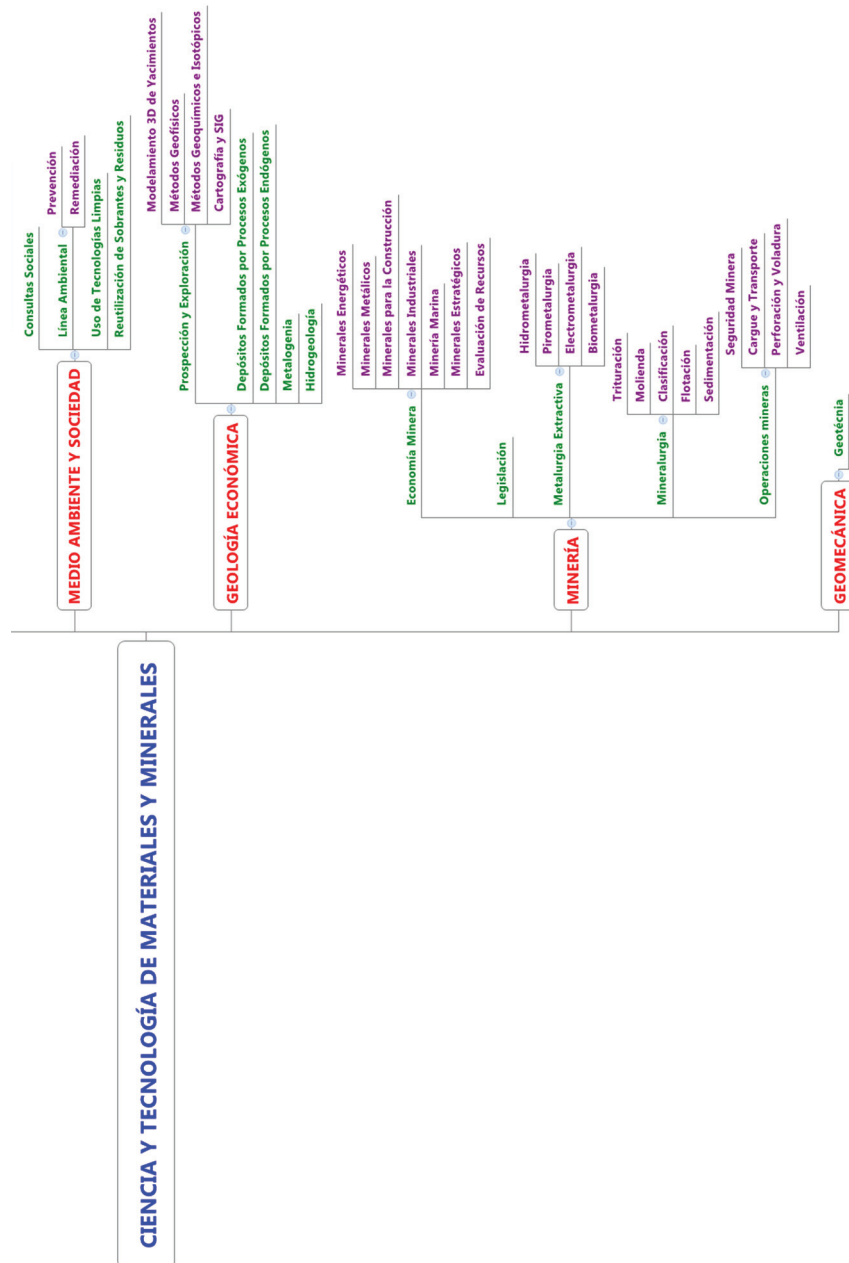 CIENCIA Y TECNOLOGÍA DE MATERIALES Y MINERALES
MEDIO AMBIENTE Y SOCIEDAD
Consultas Sociales
Línea Ambiental
Prevención
Remediación
Uso de Tecnologías Limpias
Reutilización de Sobrantes y Residuos
GEOLOGÍA ECONÓMICA
Prospección y Exploración
Modelamiento 3D de Yacimientos
Métodos Geofísicos
Métodos Geoquímicos e Isotópicos
Cartografía y SIG
Depósitos Formados por Procesos Exógenos
Depósitos Formados por Procesos Endógenos
Metalogenia
Hidrogeología
MINERÍA
Economía Minera
Minerales Energéticos
Minerales Metálicos
Minerales para la Construcción
Minerales Industriales
Minería Marina
Minerales Estratégicos
Evaluación de Recursos
Legislación
Metalurgia Extractiva
Hidrometalurgia
Pirometalurgia
Electrometalurgia
Biometalurgia
Mineralurgia
Trituración
Molienda
Clasificación
Flotación
Sedimentación
Operaciones mineras
Seguridad Minera
Cargue y Transporte
Perforación y Voladura
Ventilación
GEOMECÁNICA
Geotécnia